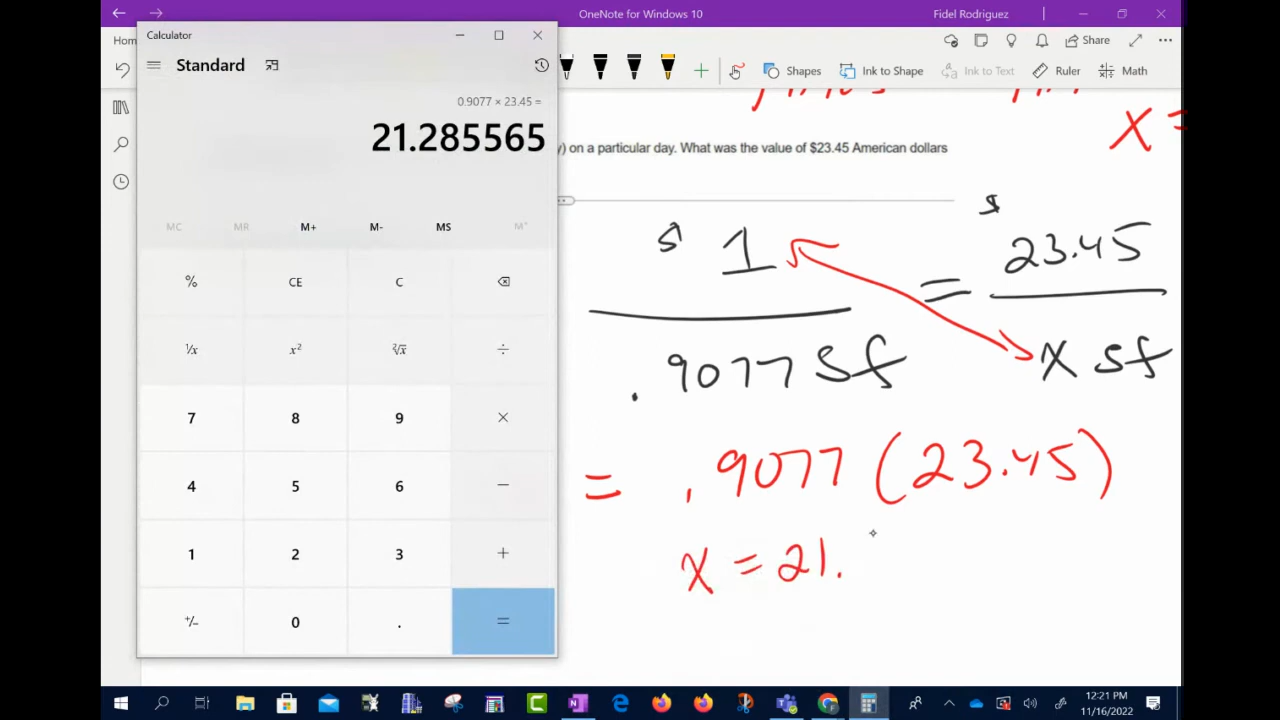 OneNote for Windows 10
Fidel Rodriguez
Calculator
Hom
Share
Standard
Shapes
Ink to Shape
Ink to Text
Ruler
Math
0.9077 × 23.45 =
21.285565
X =
y) on a particular day. What was the value of $23.45 American dollars
MC MR M+ M- MS M˅
$ 1 = $ 23.45
.9077 Sf X Sf
% CE C
1/x x² ²√x ÷
7 8 9 ×
= .9077 (23.45)
4 5 6 −
1 2 3 +
X = 21.
+/- 0 . =
12:21 PM
11/16/2022